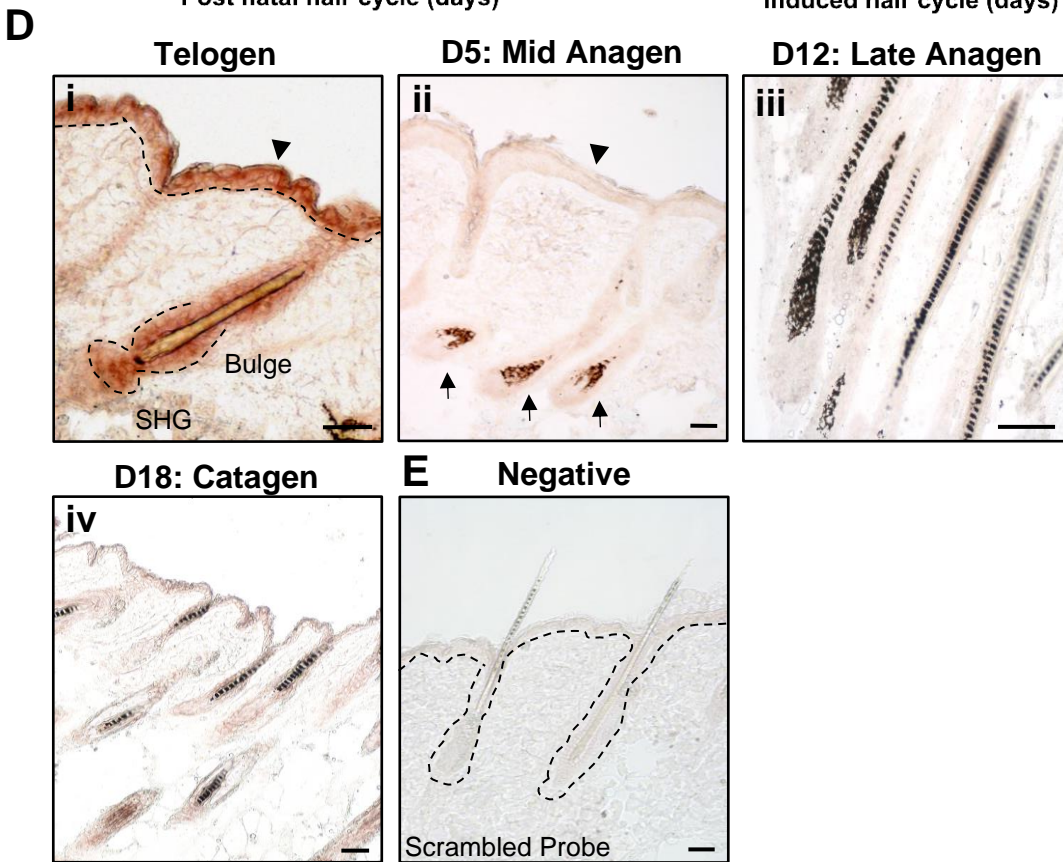 Post natal hair cycle (days)
Induced hair cycle (days)
D
Telogen
D5: Mid Anagen
D12: Late Anagen
i
ii
iii
Bulge
SHG
D18: Catagen
E
Negative
iv
Scrambled Probe